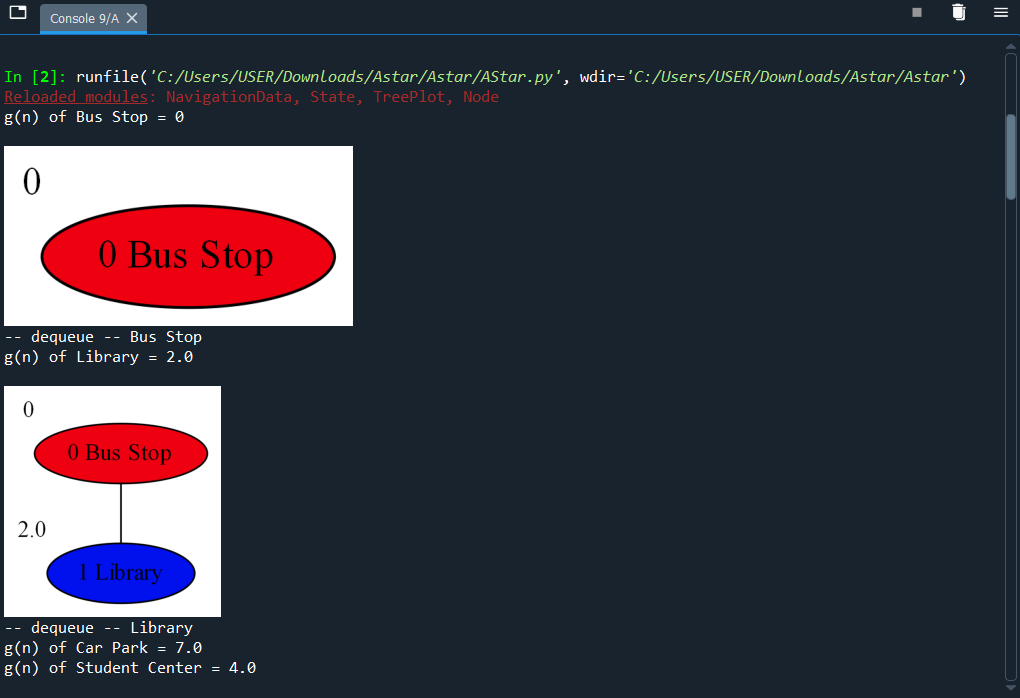 Console 9/A
In [2]: runfile('C:/Users/USER/Downloads/Astar/Astar/AStar.py', wdir='C:/Users/USER/Downloads/Astar/Astar')
Reloaded modules: NavigationData, State, TreePlot, Node
g(n) of Bus Stop = 0
0
0 Bus Stop
-- dequeue -- Bus Stop
g(n) of Library = 2.0
0
0 Bus Stop
2.0
1 Library
-- dequeue -- Library
g(n) of Car Park = 7.0
g(n) of Student Center = 4.0